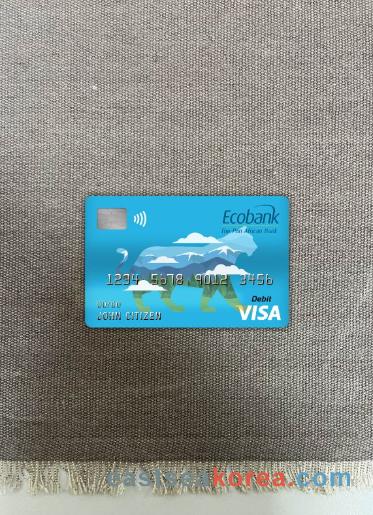 Ecobank
The Pan African Bank
1234 5678 9012 3456
JOHN CITIZEN
Debit
VISA
eastseakorea.com